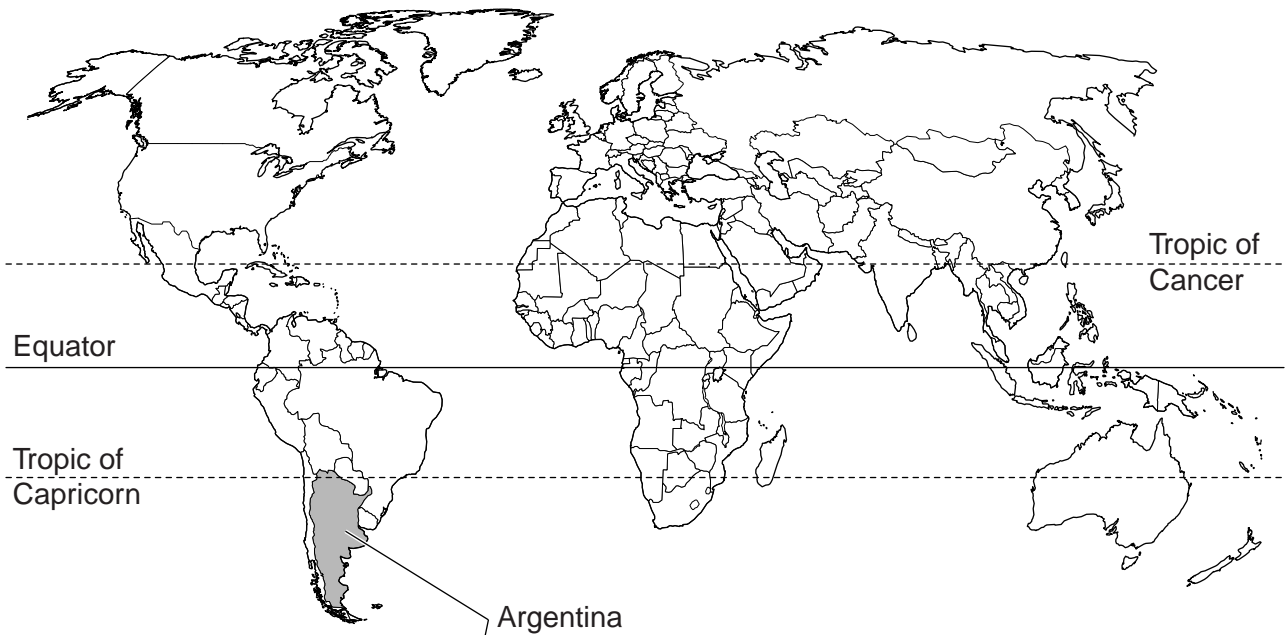 Tropic of
Cancer
Equator
Tropic of
Capricorn
Argentina